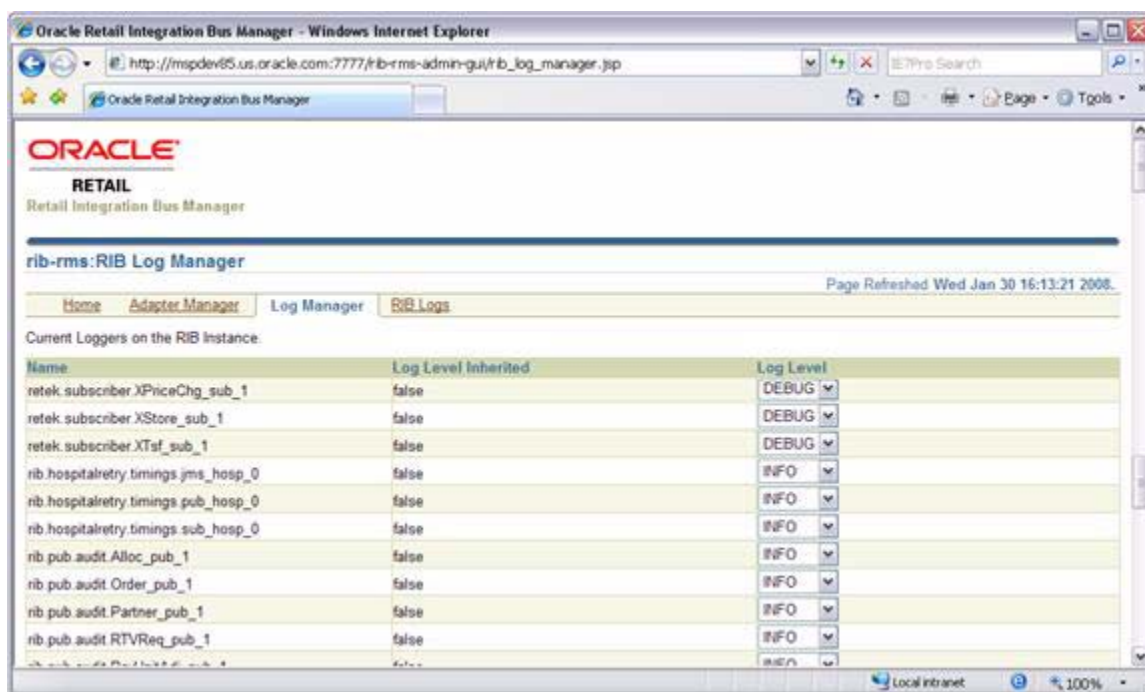 Oracle Retail Integration Bus Manager - Windows Internet Explorer
http://mspdev85.us.oracle.com:7777/rib-rms-admin-gui/rib_log_manager.jsp
IE7Pro Search
Oracle Retail Integration Bus Manager
Page
Tools
ORACLE
RETAIL
Retail Integration Bus Manager
rib-rms:RIB Log Manager
Page Refreshed Wed Jan 30 16:13:21 2008.
Home Adapter Manager Log Manager RIB Logs
Current Loggers on the RIB Instance.
Name Log Level Inherited Log Level
retek.subscriber.XPriceChg_sub_1 false DEBUG
retek.subscriber.XStore_sub_1 false DEBUG
retek.subscriber.XTsf_sub_1 false DEBUG
rib.hospitalretry.timings.jms_hosp_0 false INFO
rib.hospitalretry.timings.pub_hosp_0 false INFO
rib.hospitalretry.timings.sub_hosp_0 false INFO
rib.pub.audit.Alloc_pub_1 false INFO
rib.pub.audit.Order_pub_1 false INFO
rib.pub.audit.Partner_pub_1 false INFO
rib.pub.audit.RTVReq_pub_1 false INFO
Local intranet 100%